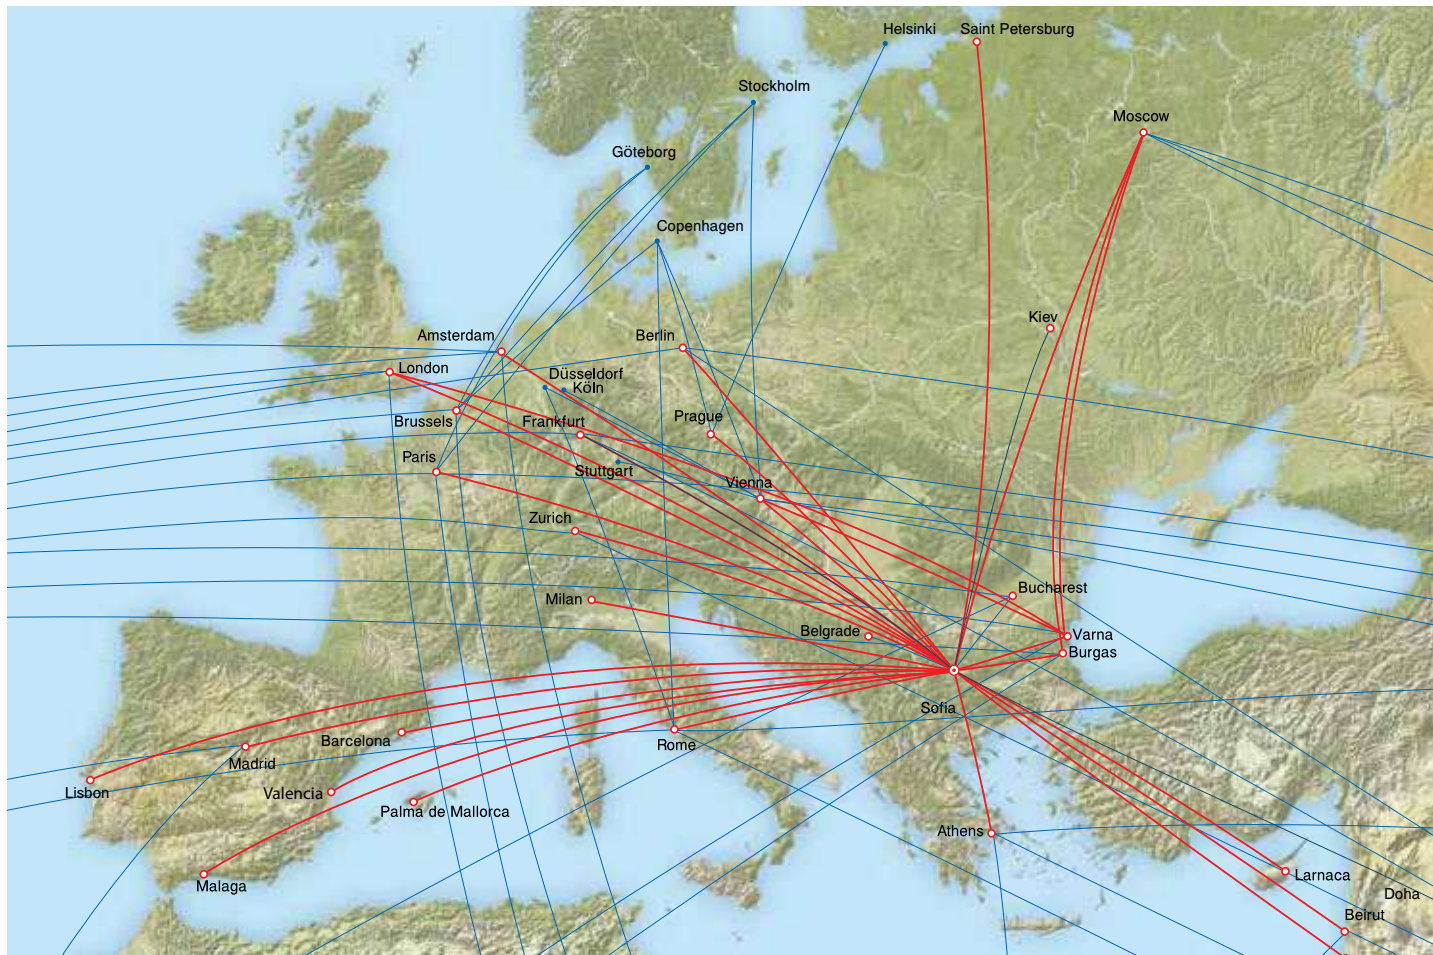 Helsinki
Saint Petersburg
Stockholm
Moscow
Göteborg
Copenhagen
Kiev
Amsterdam
Berlin
London
Düsseldorf
Köln
Brussels
Frankfurt
Prague
Paris
Stuttgart
Vienna
Zurich
Bucharest
Milan
Belgrade
Varna
Burgas
Sofia
Barcelona
Rome
Madrid
Lisbon
Valencia
Palma de Mallorca
Athens
Larnaca
Malaga
Doha
Beirut